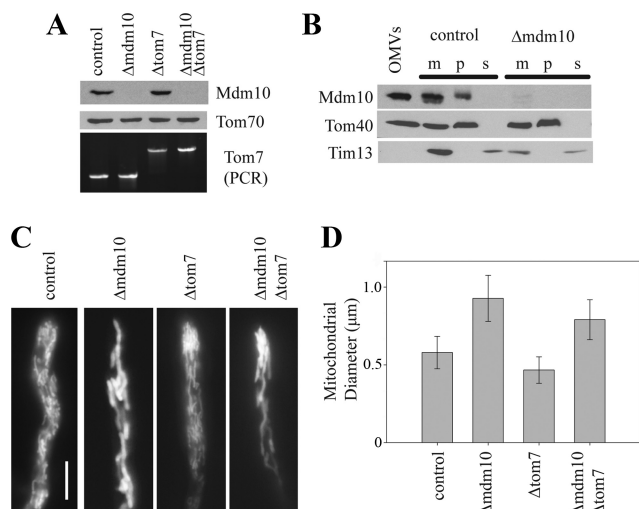 A
control
Δmdm10
Δtom7
Δmdm10
Δtom7
Mdm10
Tom70
Tom7
(PCR)
B
OMVs
control
Δmdm10
m p s m p s
Mdm10
Tom40
Tim13
C
control
Δmdm10
Δtom7
Δmdm10
Δtom7
D
Mitochondrial
Diameter (μm)
1.0
0.5
0
control
Δmdm10
Δtom7
Δmdm10
Δtom7